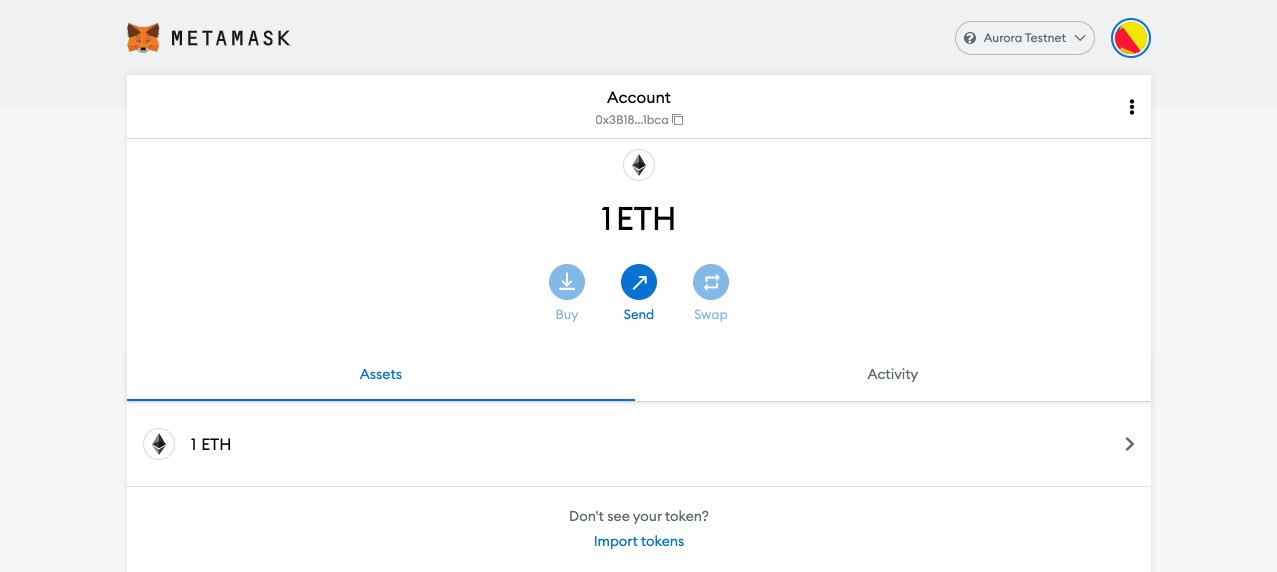 METAMASK
Aurora Testnet
Account
0x3B18...1bca
1 ETH
Buy
Send
Swap
Assets
Activity
1 ETH
Don't see your token?
Import tokens